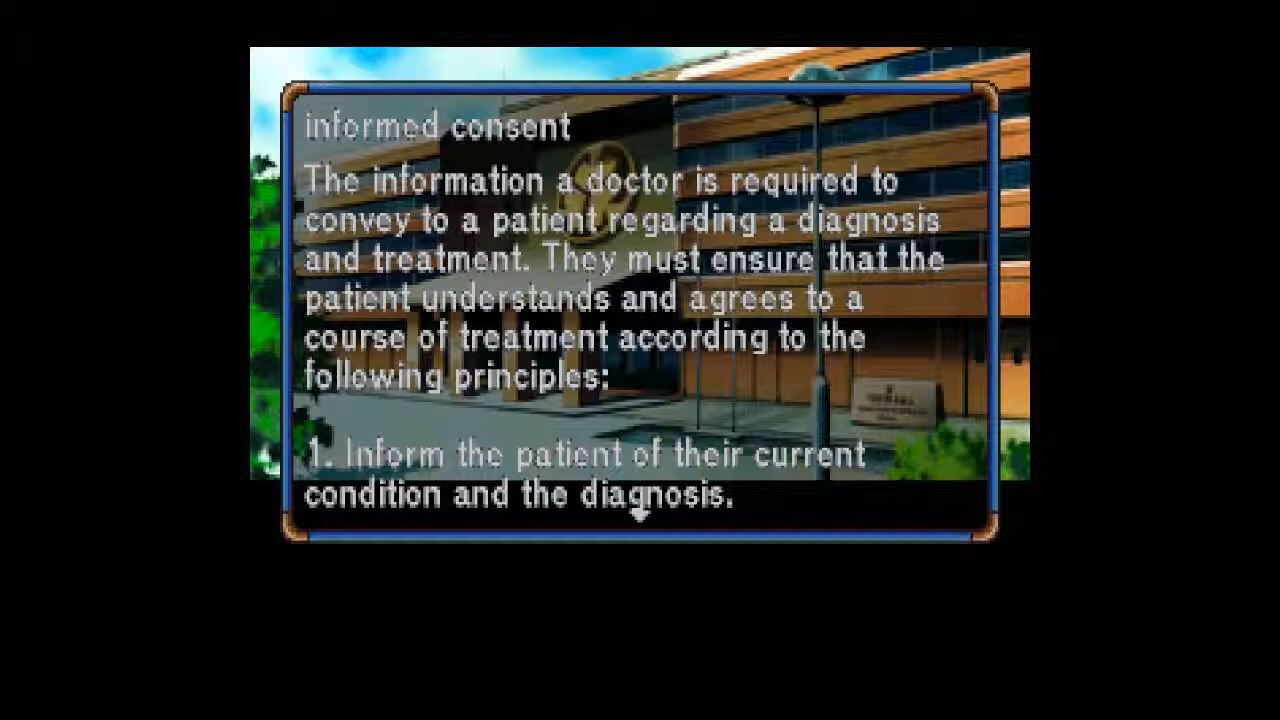 informed consent
The information a doctor is required to
convey to a patient regarding a diagnosis
and treatment. They must ensure that the
patient understands and agrees to a
course of treatment according to the
following principles:
1. Inform the patient of their current
condition and the diagnosis.